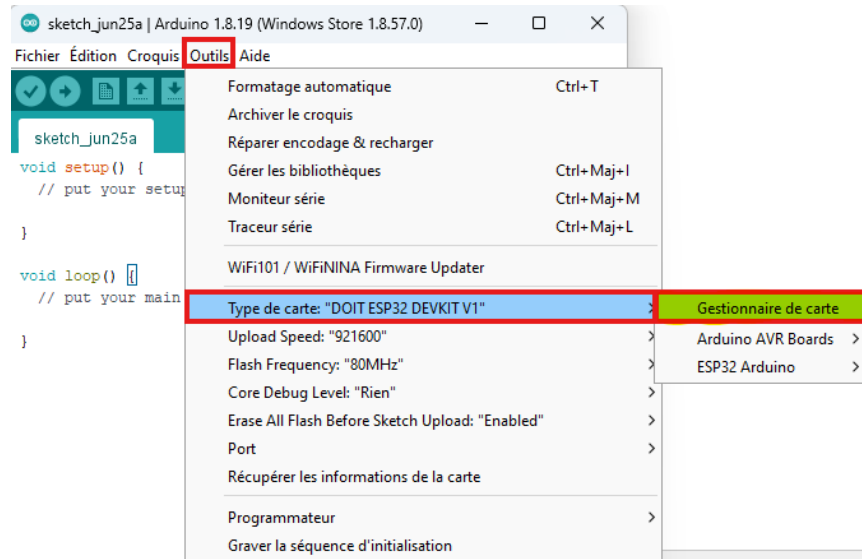 sketch_jun25a | Arduino 1.8.19 (Windows Store 1.8.57.0)
Fichier Édition Croquis Outils Aide
sketch_jun25a
void setup() {
// put your setup
}
void loop() {
// put your main
}
Formatage automatique Ctrl+T
Archiver le croquis
Réparer encodage & recharger
Gérer les bibliothèques Ctrl+Maj+I
Moniteur série Ctrl+Maj+M
Traceur série Ctrl+Maj+L
WiFi101 / WiFiNINA Firmware Updater
Type de carte: "DOIT ESP32 DEVKIT V1"
Upload Speed: "921600"
Flash Frequency: "80MHz"
Core Debug Level: "Rien"
Erase All Flash Before Sketch Upload: "Enabled"
Port
Récupérer les informations de la carte
Programmateur
Graver la séquence d'initialisation
Gestionnaire de carte
Arduino AVR Boards
ESP32 Arduino